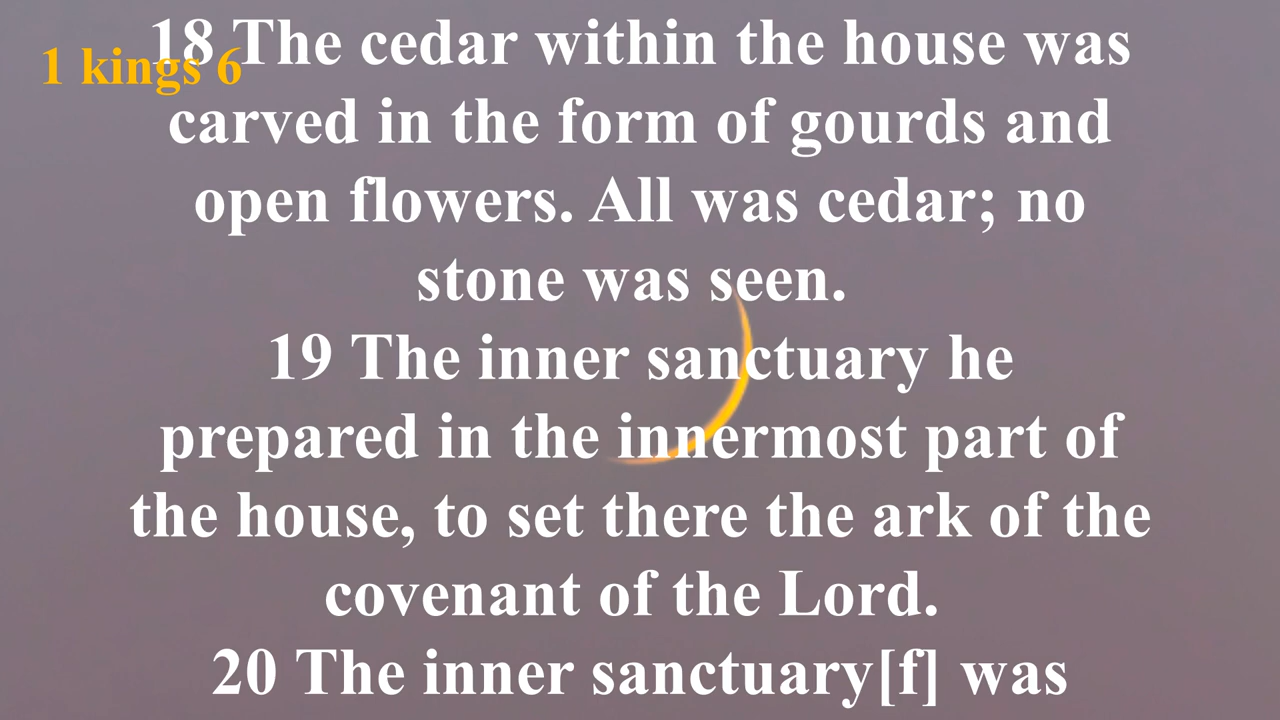 1 kings 6
18 The cedar within the house was
carved in the form of gourds and
open flowers. All was cedar; no
stone was seen.
19 The inner sanctuary he
prepared in the innermost part of
the house, to set there the ark of the
covenant of the Lord.
20 The inner sanctuary[f] was